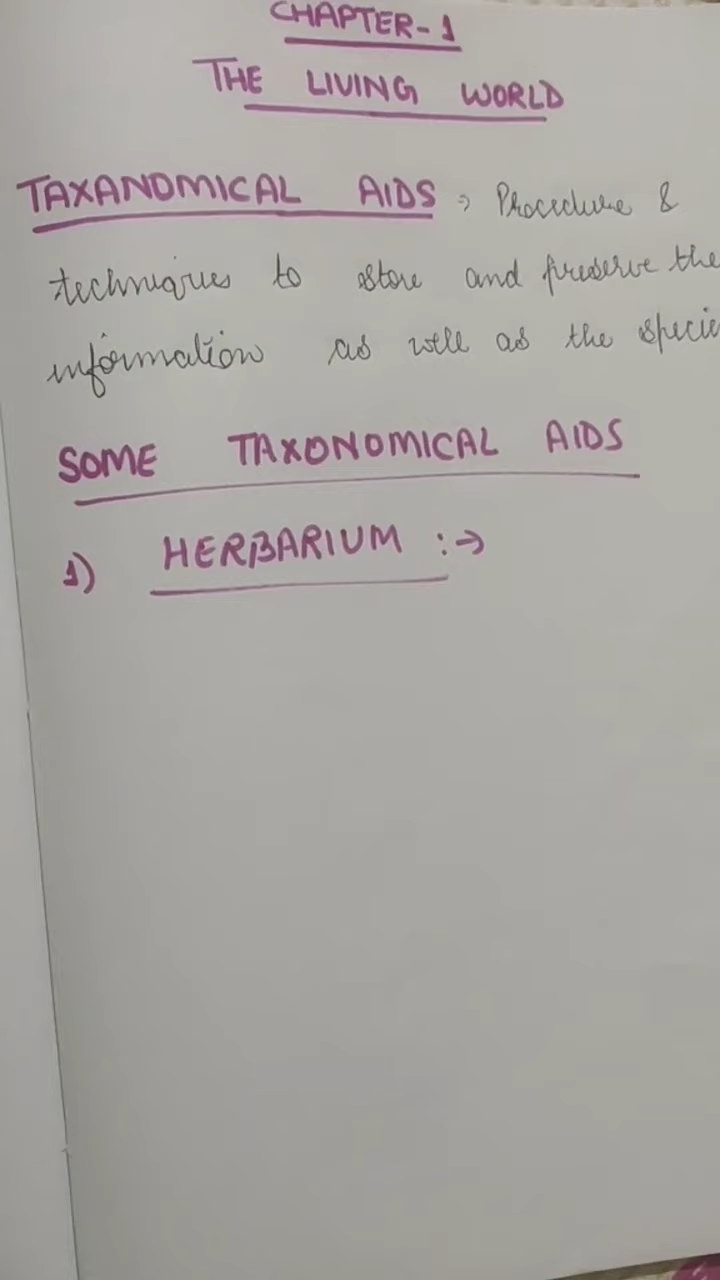 CHAPTER-1
THE LIVING WORLD
TAXANOMICAL AIDS → Procedure &
techniques to store and preserve the
information as well as the specie
SOME TAXONOMICAL AIDS
1) HERBARIUM :→